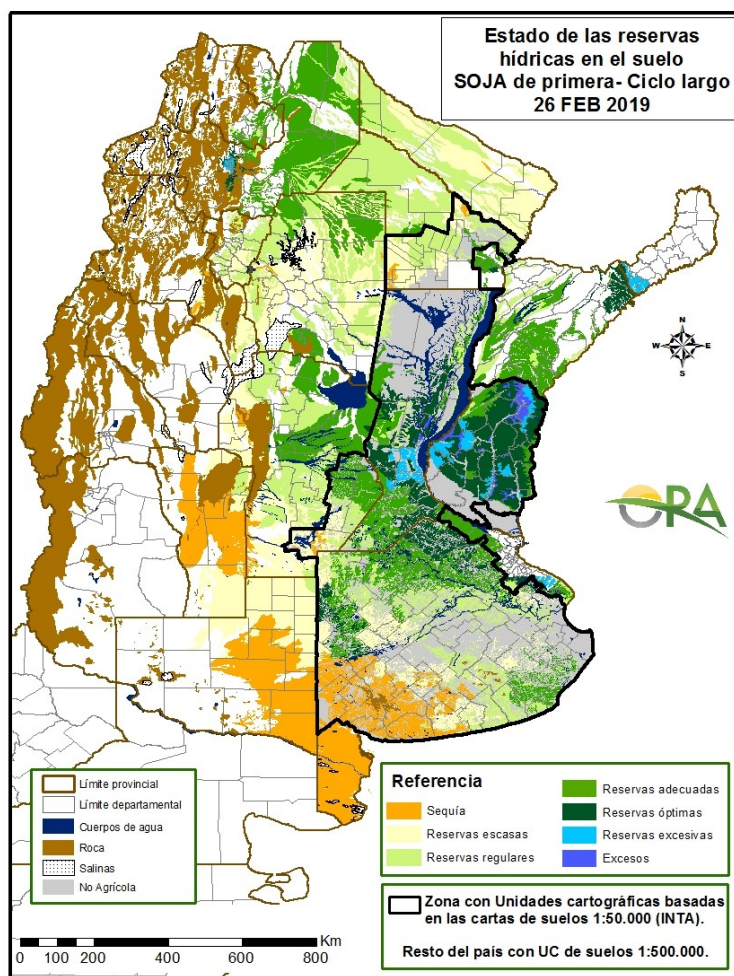 Estado de las reservas
hídricas en el suelo
SOJA de primera- Ciclo largo
26 FEB 2019
N
W E
S
ORA
Límite provincial
Límite departamental
Cuerpos de agua
Roca
Salinas
No Agrícola
Referencia
Sequía
Reservas escasas
Reservas regulares
Reservas adecuadas
Reservas óptimas
Reservas excesivas
Excesos
Zona con Unidades cartográficas basadas
en las cartas de suelos 1:50.000 (INTA).
Resto del país con UC de suelos 1:500.000.
Km
0 100 200 400 600 800